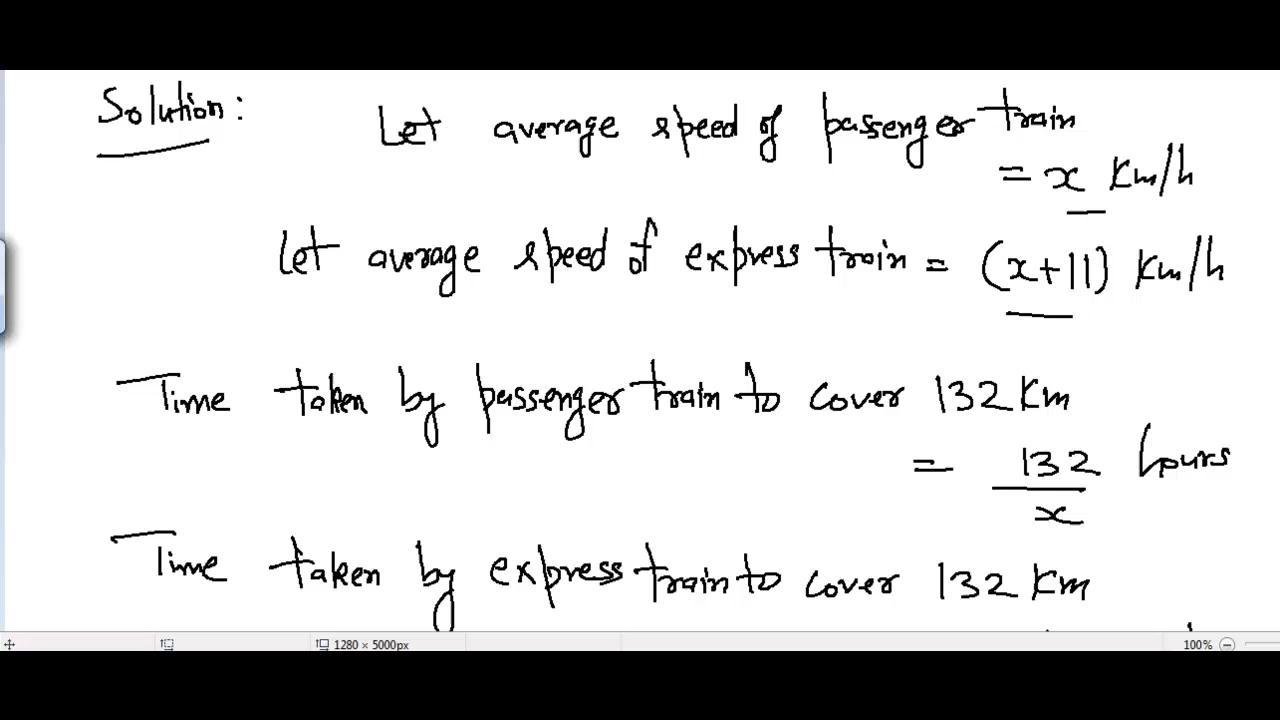 Solution:
Let average speed of passenger train
= x Km/h
Let average speed of express train = (x+11) Km/h
Time taken by passenger train to cover 132 Km
= 132/x hours
Time taken by express train to cover 132 Km
1280 × 5000px 100%